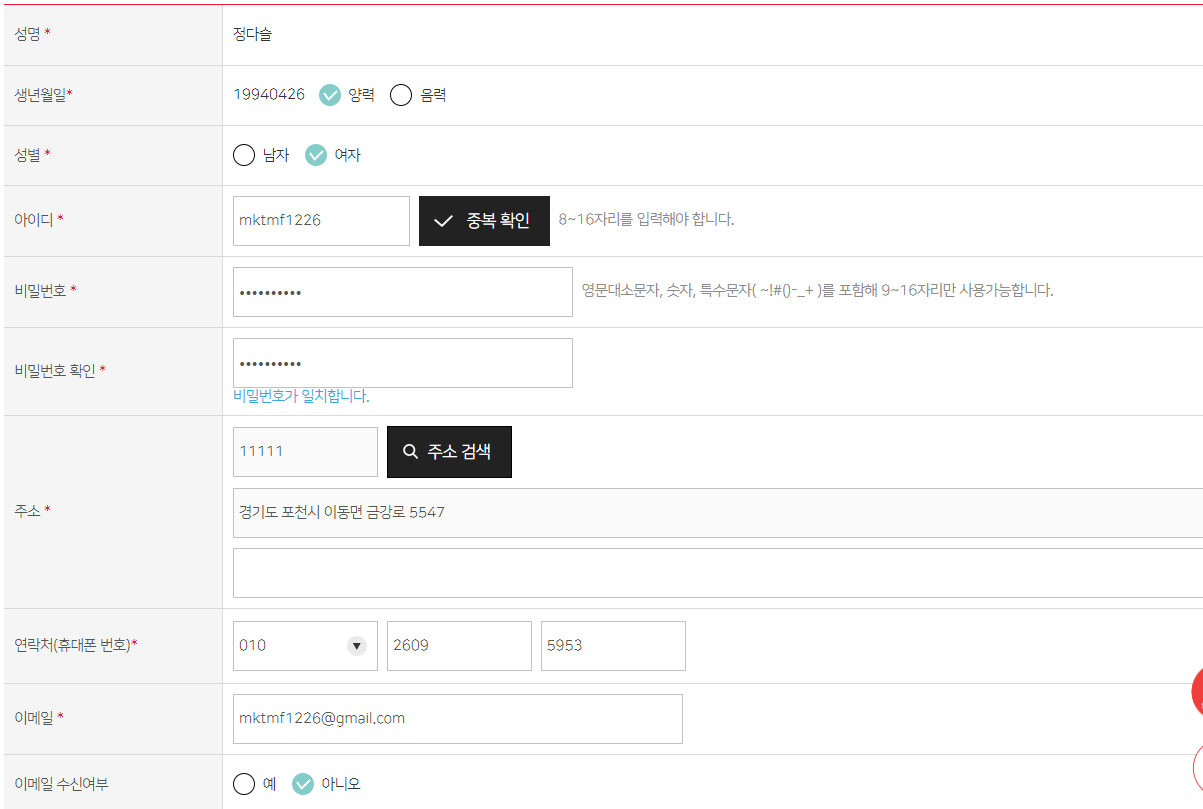 성명 * 정다슬
생년월일* 19940426 양력 음력
성별 * 남자 여자
아이디 * mktmf1226 중복 확인 8~16자리를 입력해야 합니다.
비밀번호 * •••••••••• 영문대소문자, 숫자, 특수문자( ~!#()-_+ )를 포함해 9~16자리만 사용가능합니다.
비밀번호 확인 * ••••••••••
비밀번호가 일치합니다.
11111 주소 검색
주소 * 경기도 포천시 이동면 금강로 5547
연락처(휴대폰 번호)* 010 2609 5953
이메일 * mktmf1226@gmail.com
이메일 수신여부 예 아니오